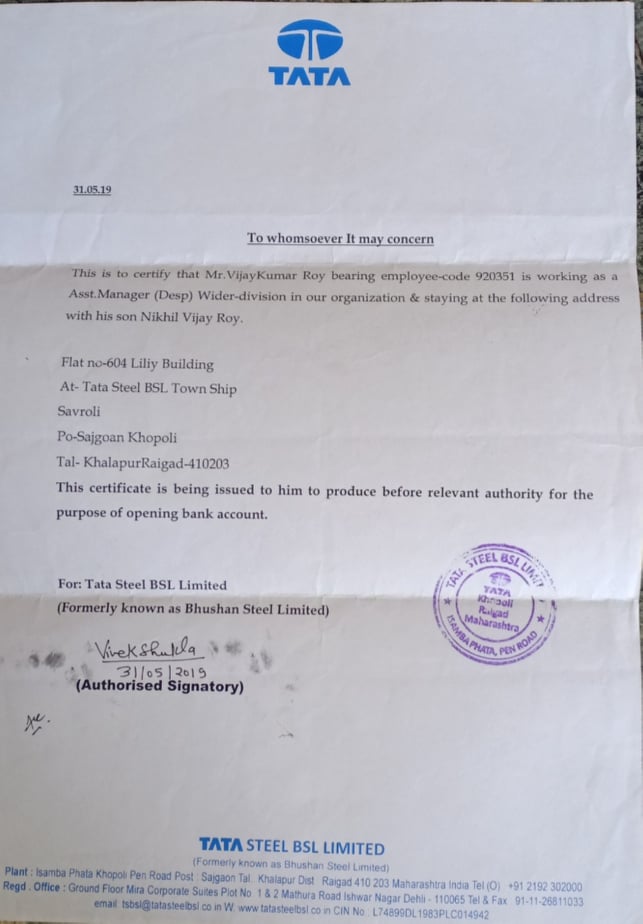 TATA
31.05.19
To whomsoever It may concern
This is to certify that Mr.VijayKumar Roy bearing employee-code 920351 is working as a
Asst.Manager (Desp) Wider-division in our organization & staying at the following address
with his son Nikhil Vijay Roy.
Flat no-604 Liliy Building
At- Tata Steel BSL Town Ship
Savroli
Po-Sajgoan Khopoli
Tal- KhalapurRaigad-410203
This certificate is being issued to him to produce before relevant authority for the
purpose of opening bank account.
For: Tata Steel BSL Limited
(Formerly known as Bhushan Steel Limited)
TATA STEEL BSL LIMITED
TATA
Khopoli
Raigad
Maharashtra
ISAMBA PHATA, PEN ROAD
Vivek Shukla
31/05/2019
(Authorised Signatory)
TATA STEEL BSL LIMITED
(Formerly known as Bhushan Steel Limited)
Plant : Isamba Phata Khopoli Pen Road Post : Sajgaon Tal.. Khalapur Dist Raigad 410 203 Maharashtra India Tel (O) +91 2192 302000
Regd . Office : Ground Floor Mira Corporate Suites Plot No. 1 & 2 Mathura Road Ishwar Nagar Dehli - 110065 Tel & Fax 91-11-26811033
email tsbsl@tatasteelbsl co in W: www tatasteelbsl co in CIN No . L74899DL1983PLC014942